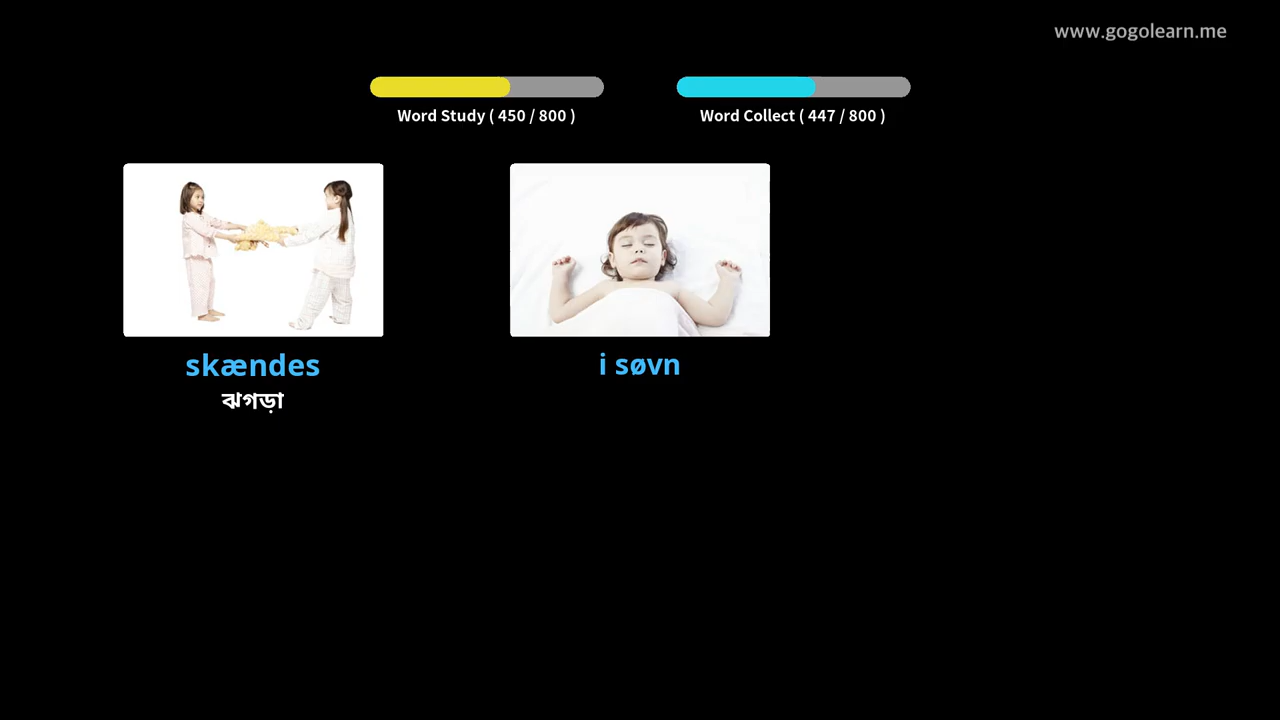 www.gogolearn.me
Word Study ( 450 / 800 )
Word Collect ( 447 / 800 )
skændes
ঝগড়া
i søvn